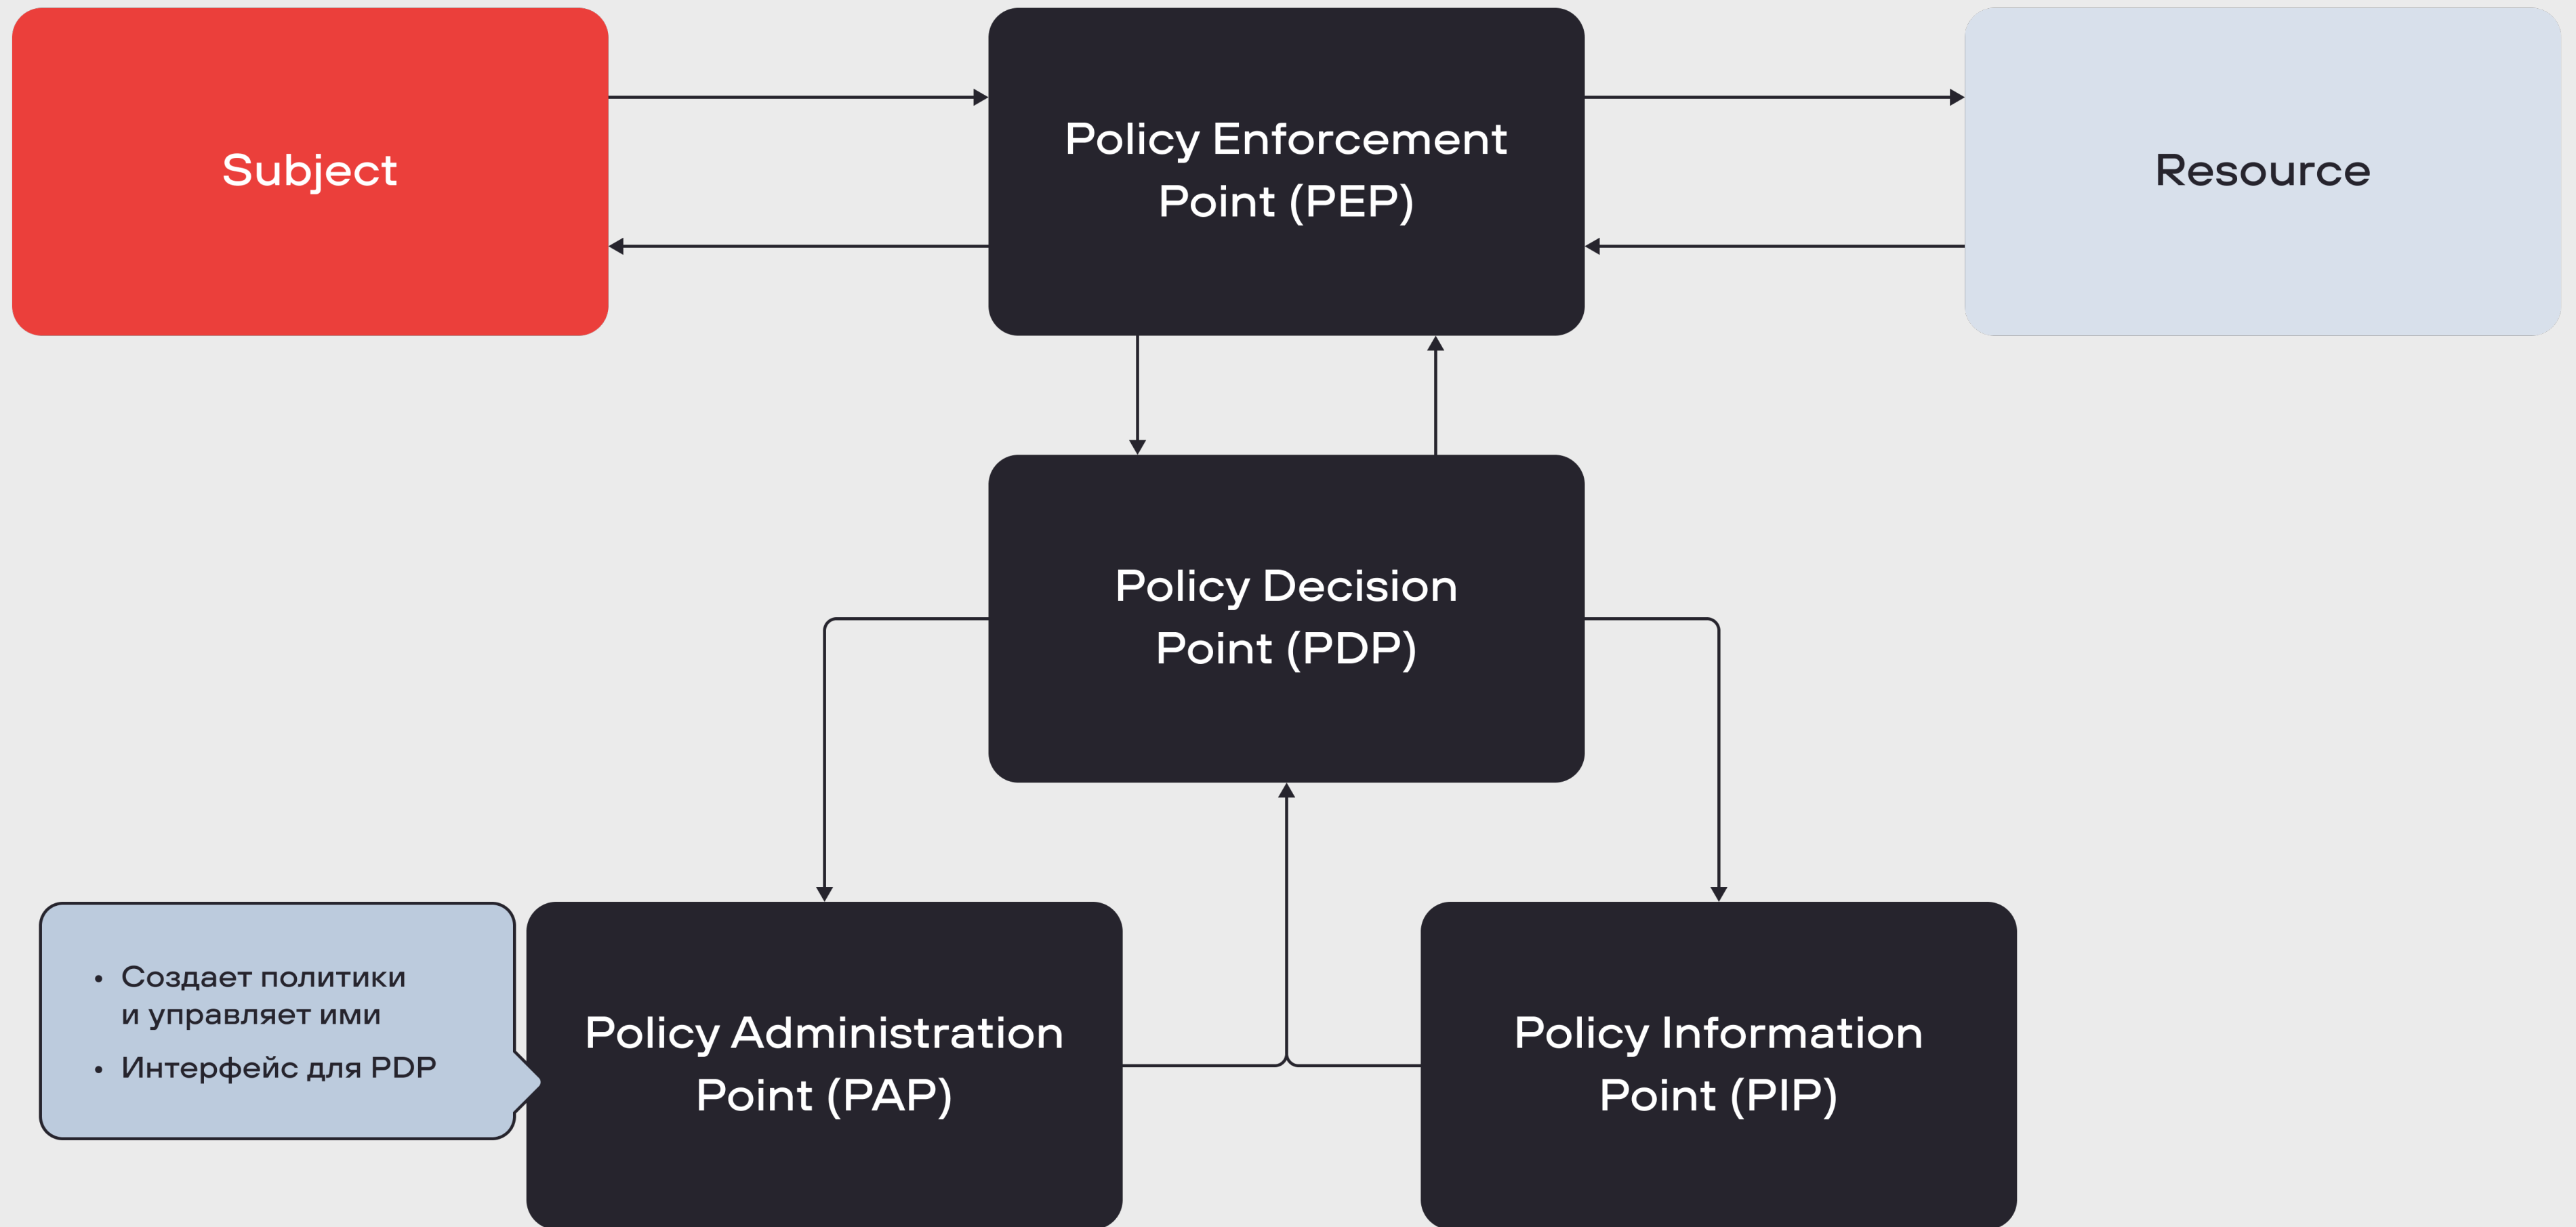 Subject
Policy Enforcement
Point (PEP)
Resource
Policy Decision
Point (PDP)
• Создает политики
и управляет ими
• Интерфейс для PDP
Policy Administration
Point (PAP)
Policy Information
Point (PIP)